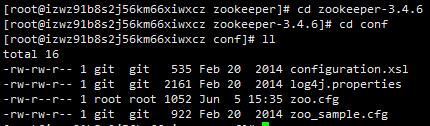 [root@izwz91b8s2j56km66xiwxcz zookeeper]# cd zookeeper-3.4.6
[root@izwz91b8s2j56km66xiwxcz zookeeper-3.4.6]# cd conf
[root@izwz91b8s2j56km66xiwxcz conf]# ll
total 16
-rw-rw-r-- 1 git  git   535 Feb 20  2014 configuration.xsl
-rw-rw-r-- 1 git  git  2161 Feb 20  2014 log4j.properties
-rw-r--r-- 1 root root 1052 Jun  5 15:35 zoo.cfg
-rw-rw-r-- 1 git  git   922 Feb 20  2014 zoo_sample.cfg